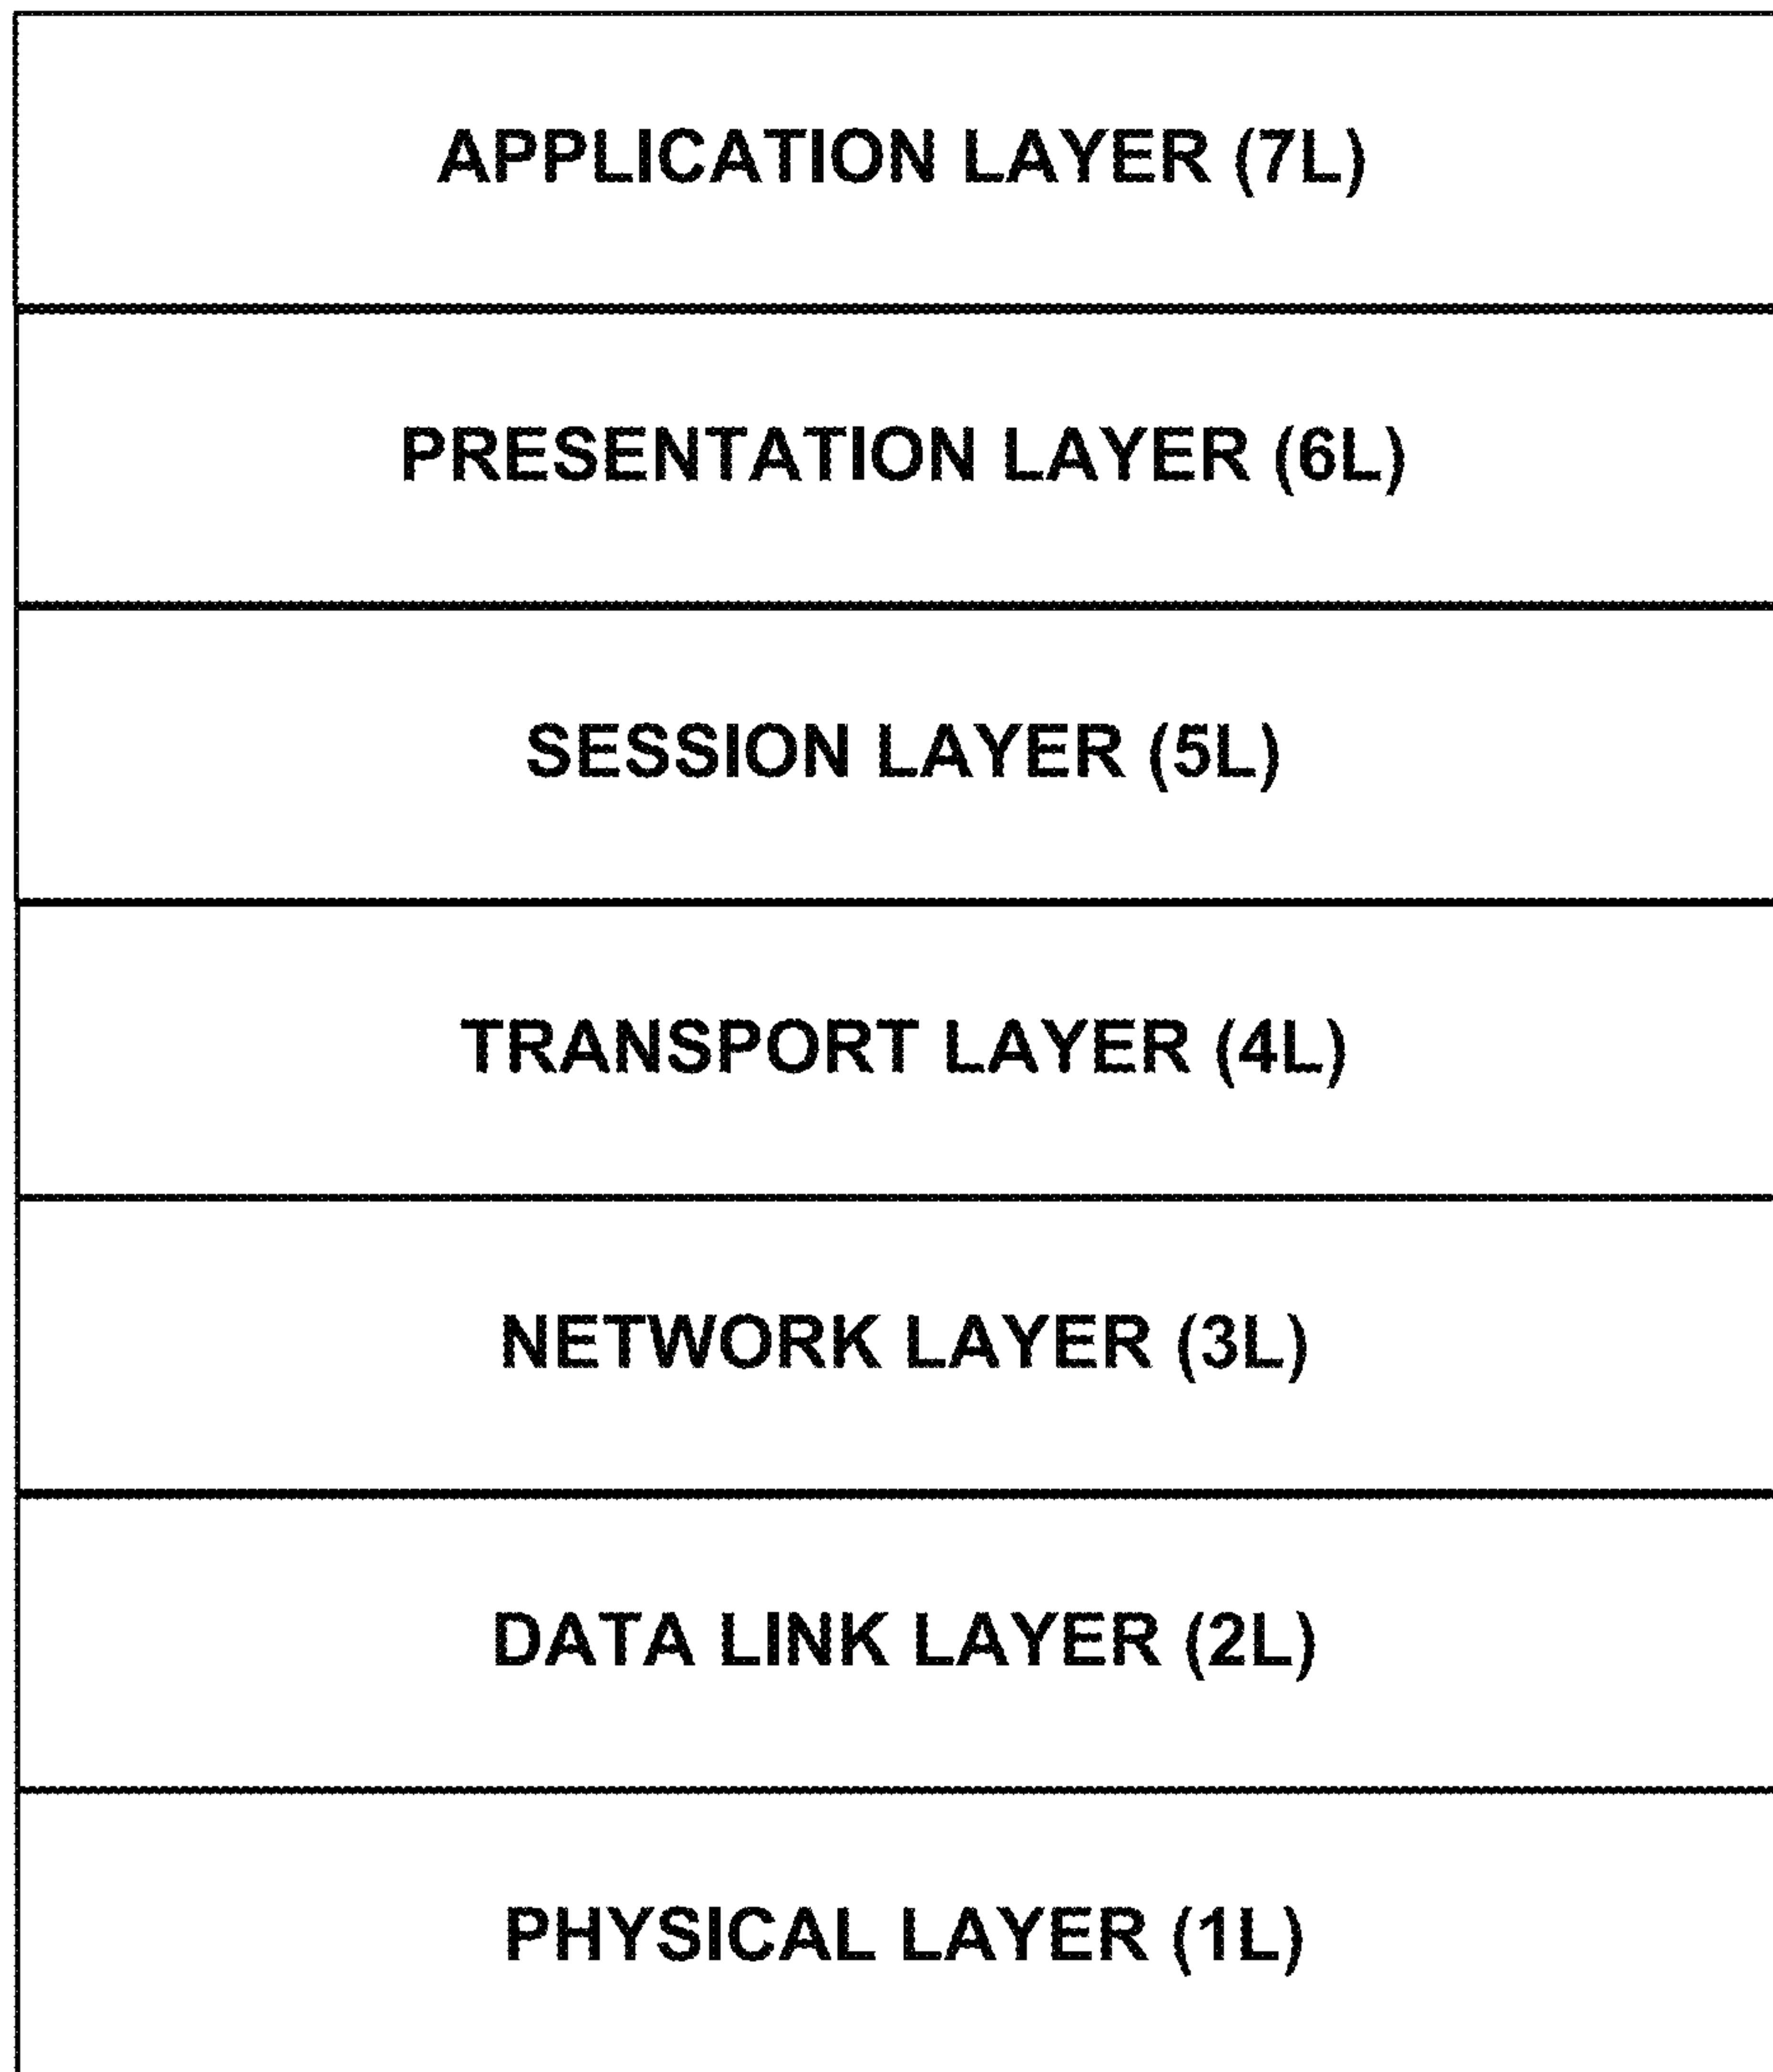 APPLICATION LAYER (7L)
PRESENTATION LAYER (6L)
SESSION LAYER (5L)
TRANSPORT LAYER (4L)
NETWORK LAYER (3L)
DATA LINK LAYER (2L)
PHYSICAL LAYER (1L)